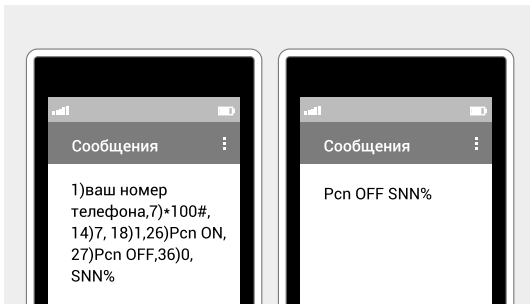 Сообщения
1)ваш номер
телефона,7)*100#,
14)7, 18)1,26)Pcn ON,
27)Pcn OFF,36)0,
SNN%
Сообщения
Pcn OFF SNN%